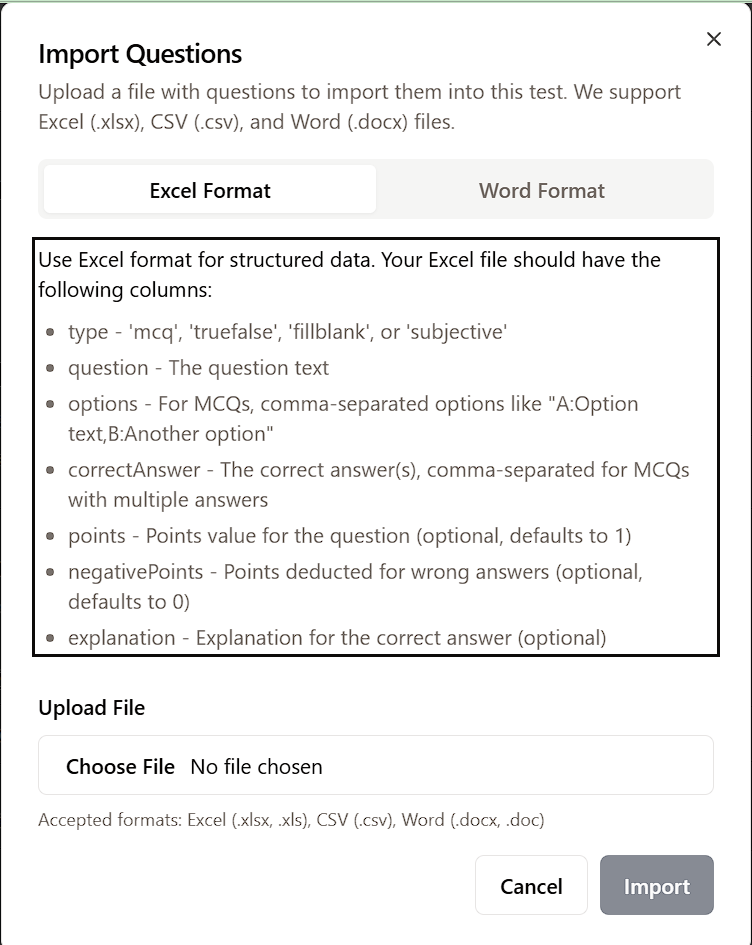 Import Questions
Upload a file with questions to import them into this test. We support
Excel (.xlsx), CSV (.csv), and Word (.docx) files.
Excel Format
Word Format
Use Excel format for structured data. Your Excel file should have the
following columns:
type - 'mcq', 'truefalse', 'fillblank', or 'subjective'
question - The question text
options - For MCQs, comma-separated options like "A:Option
text,B:Another option"
correctAnswer - The correct answer(s), comma-separated for MCQs
with multiple answers
points - Points value for the question (optional, defaults to 1)
negativePoints - Points deducted for wrong answers (optional,
defaults to 0)
explanation - Explanation for the correct answer (optional)
Upload File
Choose File No file chosen
Accepted formats: Excel (.xlsx, .xls), CSV (.csv), Word (.docx, .doc)
Cancel
Import